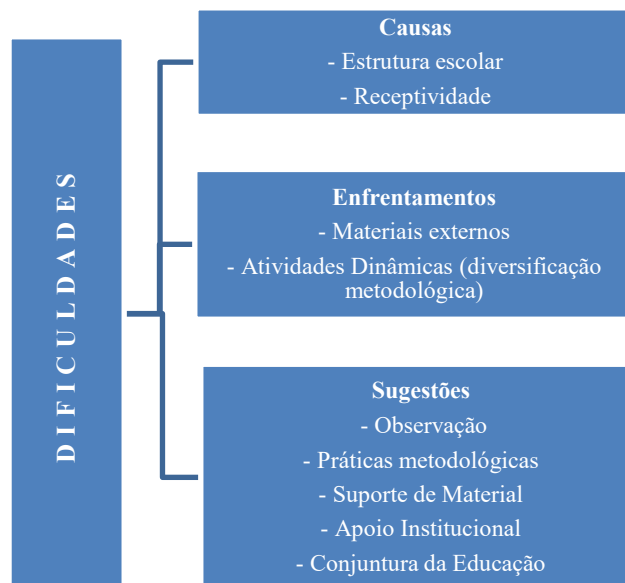 DIFICULDADES
Causas
- Estrutura escolar
- Receptividade
Enfrentamentos
- Materiais externos
- Atividades Dinâmicas (diversificação
metodológica)
Sugestões
- Observação
- Práticas metodológicas
- Suporte de Material
- Apoio Institucional
- Conjuntura da Educação